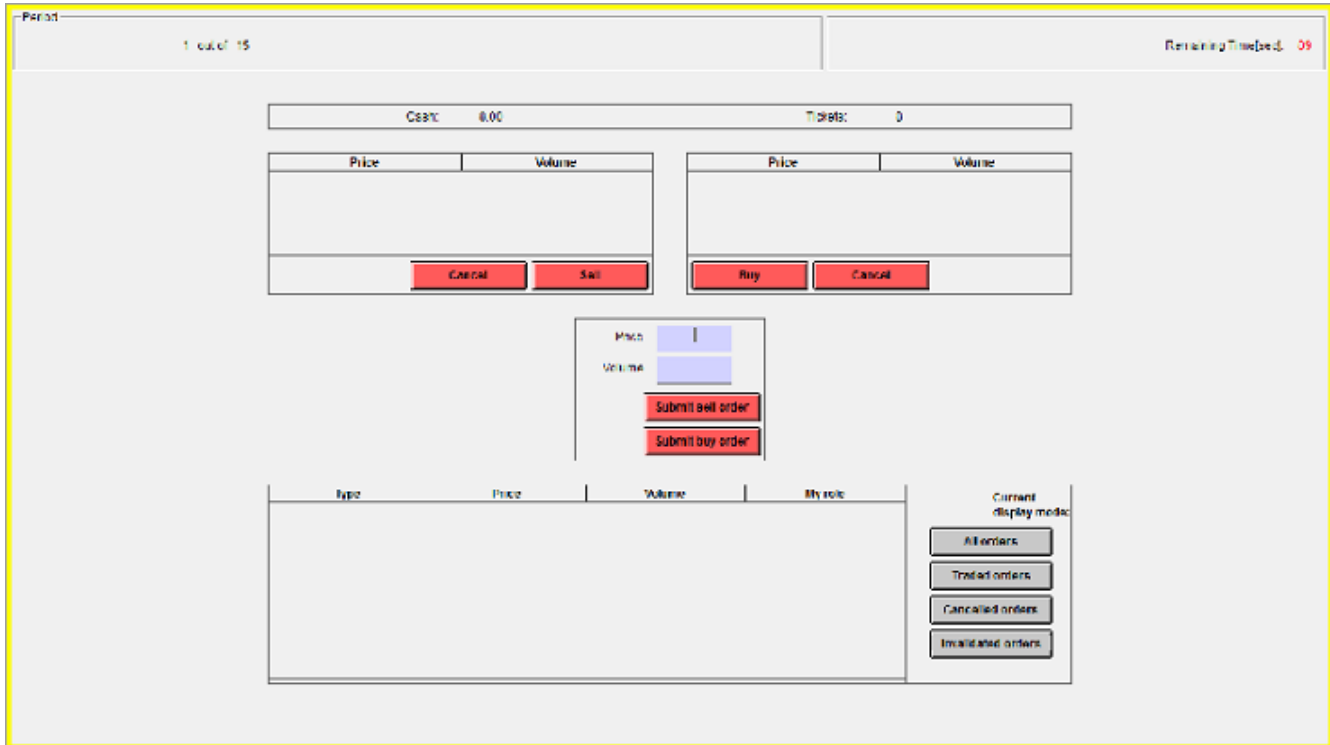 Period
1 out of 15
Remaining Time[sec]: 09
Cash: 0.00 Tickets: 0
Price Volume Price Volume
Cancel Sell Buy Cancel
Price
Volume
Submit sell order
Submit buy order
Type Price Volume My role
Current
display mode:
All orders
Traded orders
Cancelled orders
Invalidated orders